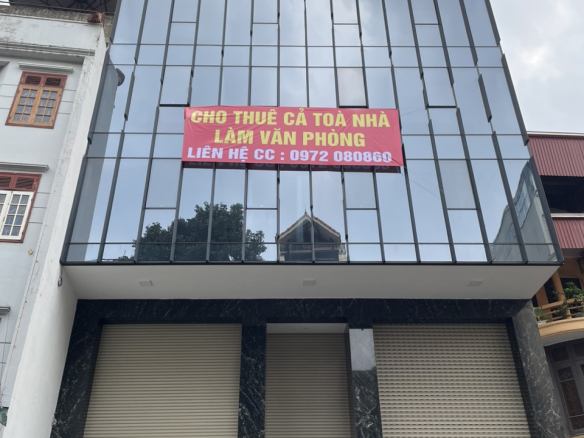 CHO THUÊ CẢ TOÀ NHÀ
LÀM VĂN PHÒNG
LIÊN HỆ CC : 0972 080860